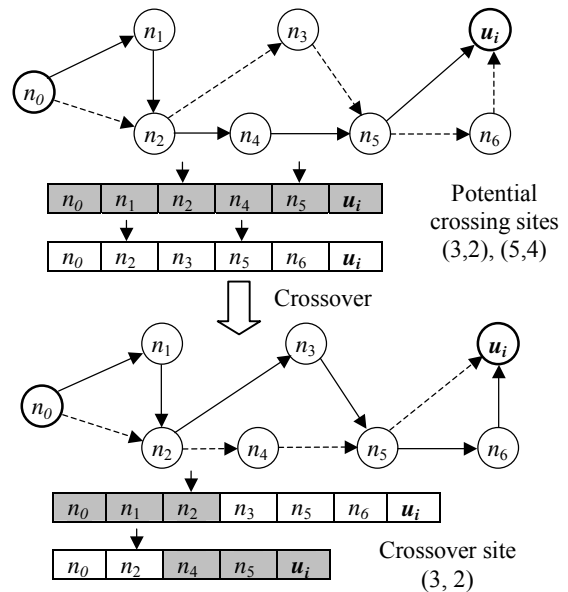 n1 n3 ui
n0
n2 n4 n5 n6
n0 n1 n2 n4 n5 ui
n0 n2 n3 n5 n6 ui
Potential
crossing sites
(3,2), (5,4)
Crossover
n1 n3 ui
n0
n2 n4 n5 n6
n0 n1 n2 n3 n5 n6 ui
n0 n2 n4 n5 ui
Crossover site
(3, 2)